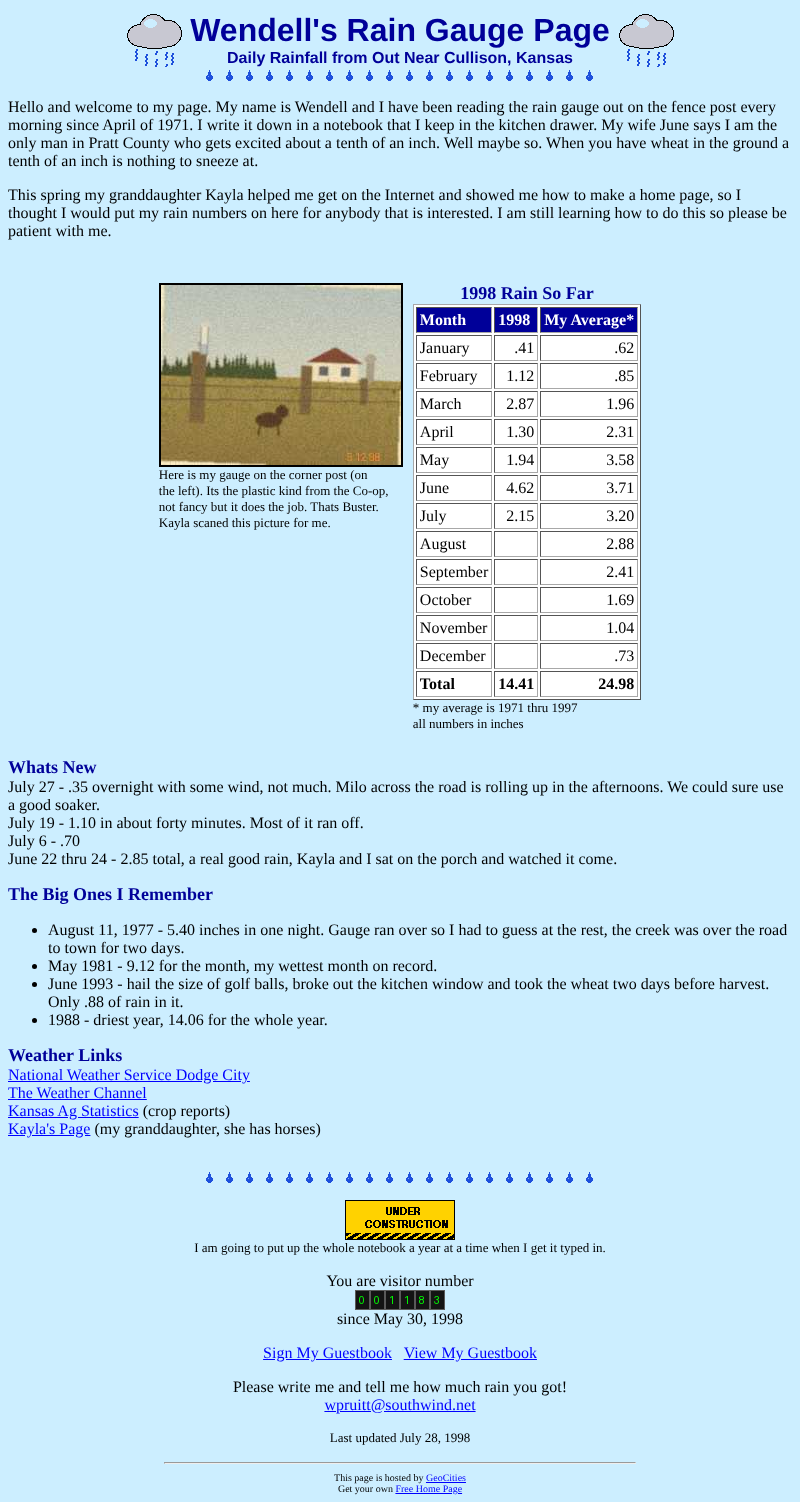 Wendell's Rain Gauge Page
Daily Rainfall from Out Near Cullison, Kansas
Hello and welcome to my page. My name is Wendell and I have been reading the rain gauge out on the fence post every
morning since April of 1971. I write it down in a notebook that I keep in the kitchen drawer. My wife June says I am the
only man in Pratt County who gets excited about a tenth of an inch. Well maybe so. When you have wheat in the ground a
tenth of an inch is nothing to sneeze at.
This spring my granddaughter Kayla helped me get on the Internet and showed me how to make a home page, so I
thought I would put my rain numbers on here for anybody that is interested. I am still learning how to do this so please be
patient with me.
5 12 98
Here is my gauge on the corner post (on
the left). Its the plastic kind from the Co-op,
not fancy but it does the job. Thats Buster.
Kayla scaned this picture for me.
1998 Rain So Far
Month 1998 My Average*
January .41 .62
February 1.12 .85
March 2.87 1.96
April 1.30 2.31
May 1.94 3.58
June 4.62 3.71
July 2.15 3.20
August 2.88
September 2.41
October 1.69
November 1.04
December .73
Total 14.41 24.98
* my average is 1971 thru 1997
all numbers in inches
Whats New
July 27 - .35 overnight with some wind, not much. Milo across the road is rolling up in the afternoons. We could sure use
a good soaker.
July 19 - 1.10 in about forty minutes. Most of it ran off.
July 6 - .70
June 22 thru 24 - 2.85 total, a real good rain, Kayla and I sat on the porch and watched it come.
The Big Ones I Remember
• August 11, 1977 - 5.40 inches in one night. Gauge ran over so I had to guess at the rest, the creek was over the road
to town for two days.
• May 1981 - 9.12 for the month, my wettest month on record.
• June 1993 - hail the size of golf balls, broke out the kitchen window and took the wheat two days before harvest.
Only .88 of rain in it.
• 1988 - driest year, 14.06 for the whole year.
Weather Links
National Weather Service Dodge City
The Weather Channel
Kansas Ag Statistics (crop reports)
Kayla's Page (my granddaughter, she has horses)
UNDER
CONSTRUCTION
I am going to put up the whole notebook a year at a time when I get it typed in.
You are visitor number
001183
since May 30, 1998
Sign My Guestbook View My Guestbook
Please write me and tell me how much rain you got!
wpruitt@southwind.net
Last updated July 28, 1998
This page is hosted by GeoCities
Get your own Free Home Page